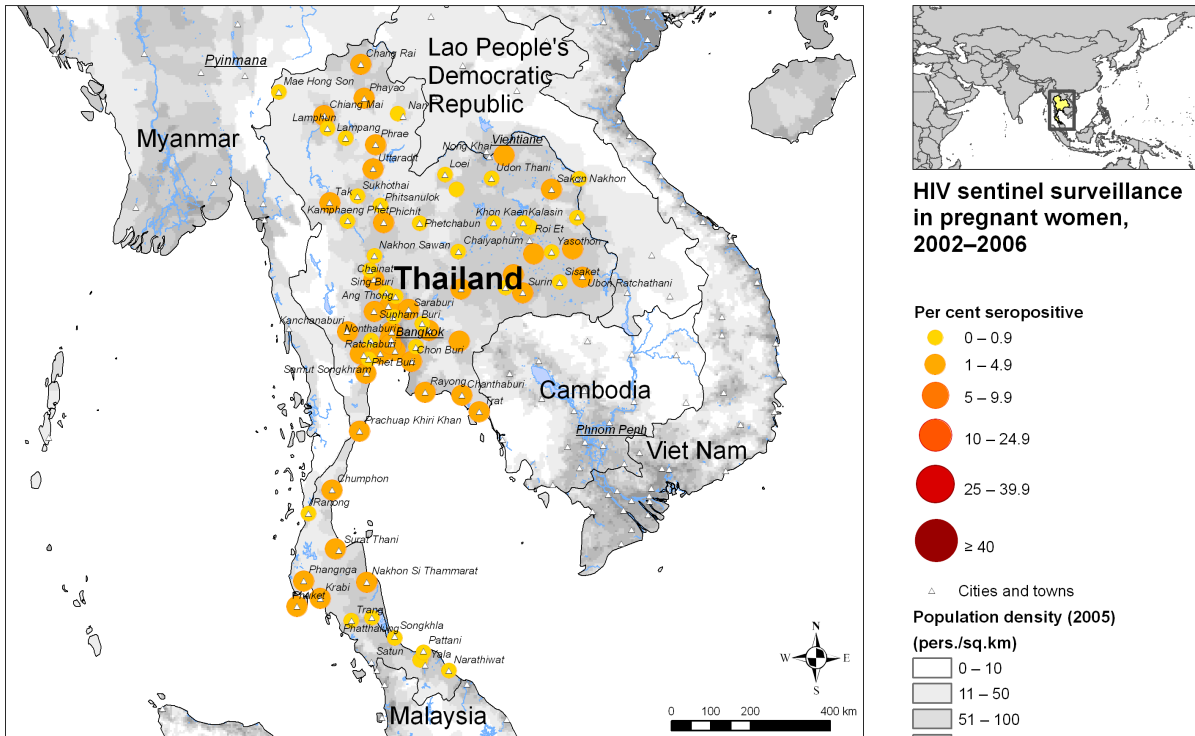 Lao People's
Democratic
Republic
Chang Rai
Pyinmana
Mae Hong Son
Phayao
Chiang Mai
Nan
Lamphun
Myanmar
Lampang
Phrae
Vientiane
Nong Khai
Uttaradit
Loei
Udon Thani
Sakon Nakhon
Sukhothai
Tak
Phitsanulok
Kamphaeng Phet
Phichit
Khon Kaen
Kalasin
Phetchabun
Roi Et
Nakhon Sawan
Chaiyaphum
Yasothon
Chainat
Thailand
Sisaket
Sing Buri
Surin
Ubon Ratchathani
Ang Thong
Saraburi
Supham Buri
Kanchanaburi
Nonthaburi
Bangkok
Ratchaburi
Chon Buri
Phet Buri
Samut Songkhram
Rayong
Chanthaburi
Cambodia
Trat
Prachuap Khiri Khan
Phnom Penh
Viet Nam
Chumphon
Ranong
Surat Thani
Phangnga
Nakhon Si Thammarat
Krabi
Phuket
Trang
Phatthalung
Songkhla
Pattani
Satun
Yala
Narathiwat
Malaysia
N
W
E
S
0 100 200 400 km
HIV sentinel surveillance
in pregnant women,
2002–2006
Per cent seropositive
0 – 0.9
1 – 4.9
5 – 9.9
10 – 24.9
25 – 39.9
≥ 40
Cities and towns
Population density (2005)
(pers./sq.km)
0 – 10
11 – 50
51 – 100